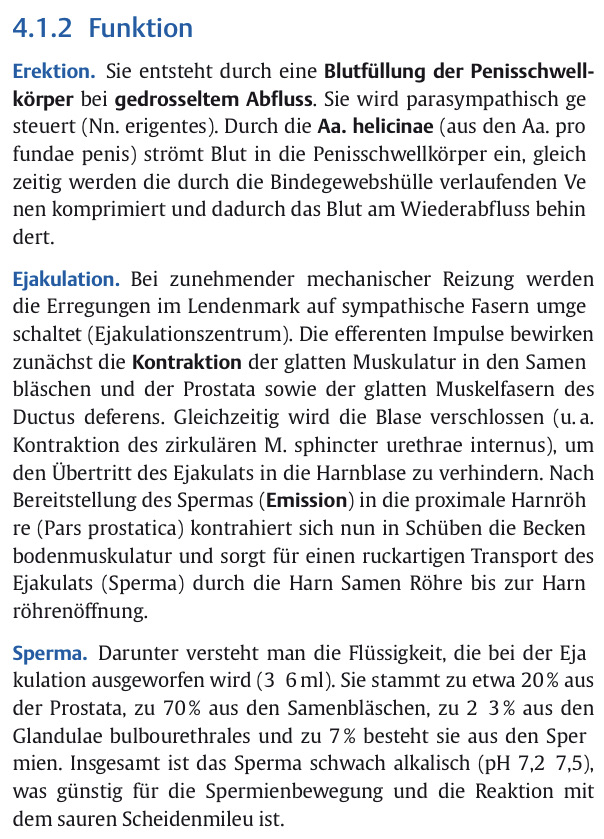 4.1.2 Funktion
Erektion. Sie entsteht durch eine Blutfüllung der Penisschwell-
körper bei gedrosseltem Abfluss. Sie wird parasympathisch ge
steuert (Nn. erigentes). Durch die Aa. helicinae (aus den Aa. pro
fundae penis) strömt Blut in die Penisschwellkörper ein, gleich
zeitig werden die durch die Bindegewebshülle verlaufenden Ve
nen komprimiert und dadurch das Blut am Wiederabfluss behin
dert.
Ejakulation. Bei zunehmender mechanischer Reizung werden
die Erregungen im Lendenmark auf sympathische Fasern umge
schaltet (Ejakulationszentrum). Die efferenten Impulse bewirken
zunächst die Kontraktion der glatten Muskulatur in den Samen
bläschen und der Prostata sowie der glatten Muskelfasern des
Ductus deferens. Gleichzeitig wird die Blase verschlossen (u. a.
Kontraktion des zirkulären M. sphincter urethrae internus), um
den Übertritt des Ejakulats in die Harnblase zu verhindern. Nach
Bereitstellung des Spermas (Emission) in die proximale Harnröh
re (Pars prostatica) kontrahiert sich nun in Schüben die Becken
bodenmuskulatur und sorgt für einen ruckartigen Transport des
Ejakulats (Sperma) durch die Harn Samen Röhre bis zur Harn
röhrenöffnung.
Sperma. Darunter versteht man die Flüssigkeit, die bei der Eja
kulation ausgeworfen wird (3 6 ml). Sie stammt zu etwa 20 % aus
der Prostata, zu 70 % aus den Samenbläschen, zu 2 3 % aus den
Glandulae bulbourethrales und zu 7 % besteht sie aus den Sper
mien. Insgesamt ist das Sperma schwach alkalisch (pH 7,2 7,5),
was günstig für die Spermienbewegung und die Reaktion mit
dem sauren Scheidenmileu ist.